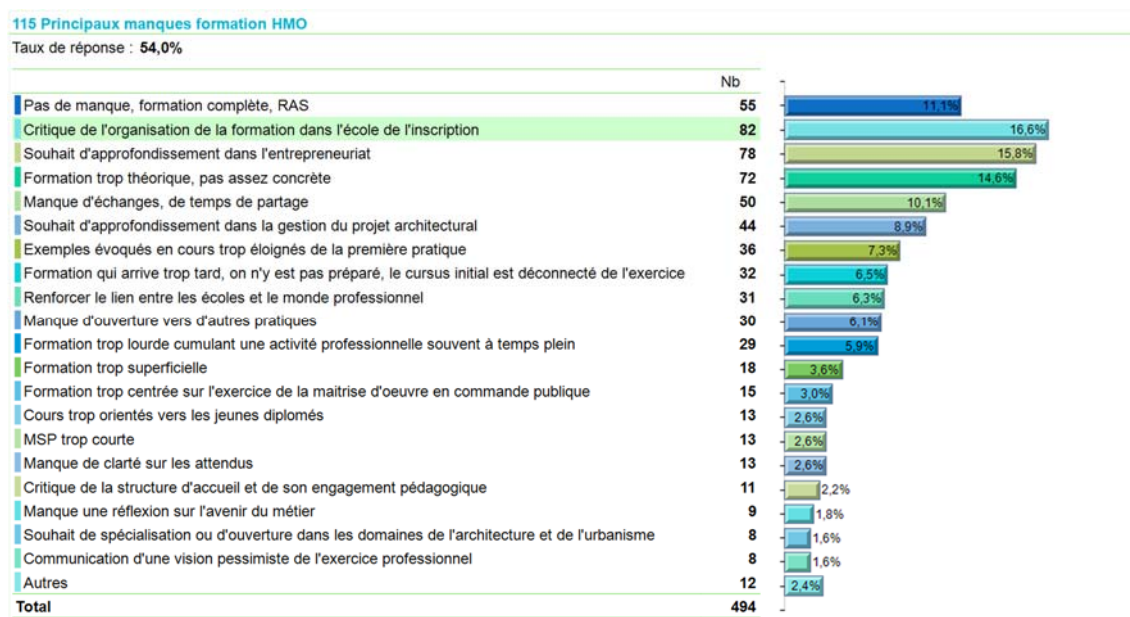 115 Principaux manques formation HMO
Taux de réponse : 54,0%
Nb
Pas de manque, formation complète, RAS 55 11,1%
Critique de l'organisation de la formation dans l'école de l'inscription 82 16,6%
Souhait d'approfondissement dans l'entrepreneuriat 78 15,8%
Formation trop théorique, pas assez concrète 72 14,6%
Manque d'échanges, de temps de partage 50 10,1%
Souhait d'approfondissement dans la gestion du projet architectural 44 8,9%
Exemples évoqués en cours trop éloignés de la première pratique 36 7,3%
Formation qui arrive trop tard, on n'y est pas préparé, le cursus initial est déconnecté de l'exercice 32 6,5%
Renforcer le lien entre les écoles et le monde professionnel 31 6,3%
Manque d'ouverture vers d'autres pratiques 30 6,1%
Formation trop lourde cumulant une activité professionnelle souvent à temps plein 29 5,9%
Formation trop superficielle 18 3,6%
Formation trop centrée sur l'exercice de la maitrise d'oeuvre en commande publique 15 3,0%
Cours trop orientés vers les jeunes diplomés 13 2,6%
MSP trop courte 13 2,6%
Manque de clarté sur les attendus 13 2,6%
Critique de la structure d'accueil et de son engagement pédagogique 11 2,2%
Manque une réflexion sur l'avenir du métier 9 1,8%
Souhait de spécialisation ou d'ouverture dans les domaines de l'architecture et de l'urbanisme 8 1,6%
Communication d'une vision pessimiste de l'exercice professionnel 8 1,6%
Autres 12 2,4%
Total 494